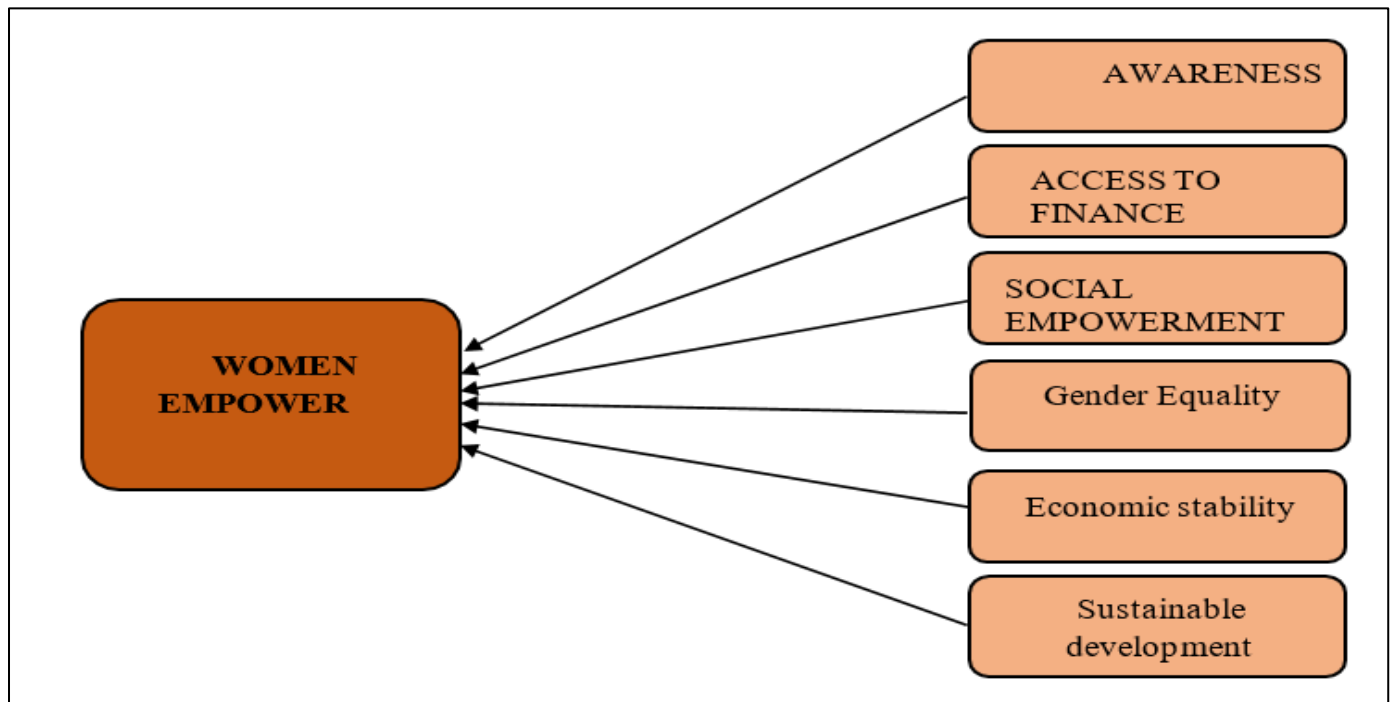 AWARENESS
ACCESS TO
FINANCE
SOCIAL
EMPOWERMENT
WOMEN
EMPOWER
Gender Equality
Economic stability
Sustainable
development